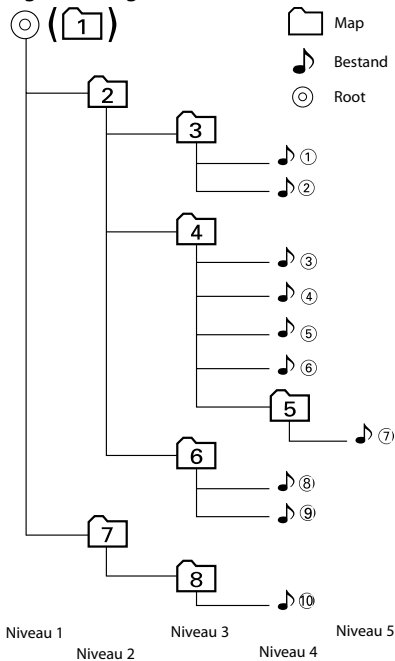 (1)
Map
Bestand
Root
2
3
①
②
4
③
④
⑤
⑥
5
⑦
6
⑧
⑨
7
8
⑩
Niveau 1
Niveau 2
Niveau 3
Niveau 4
Niveau 5